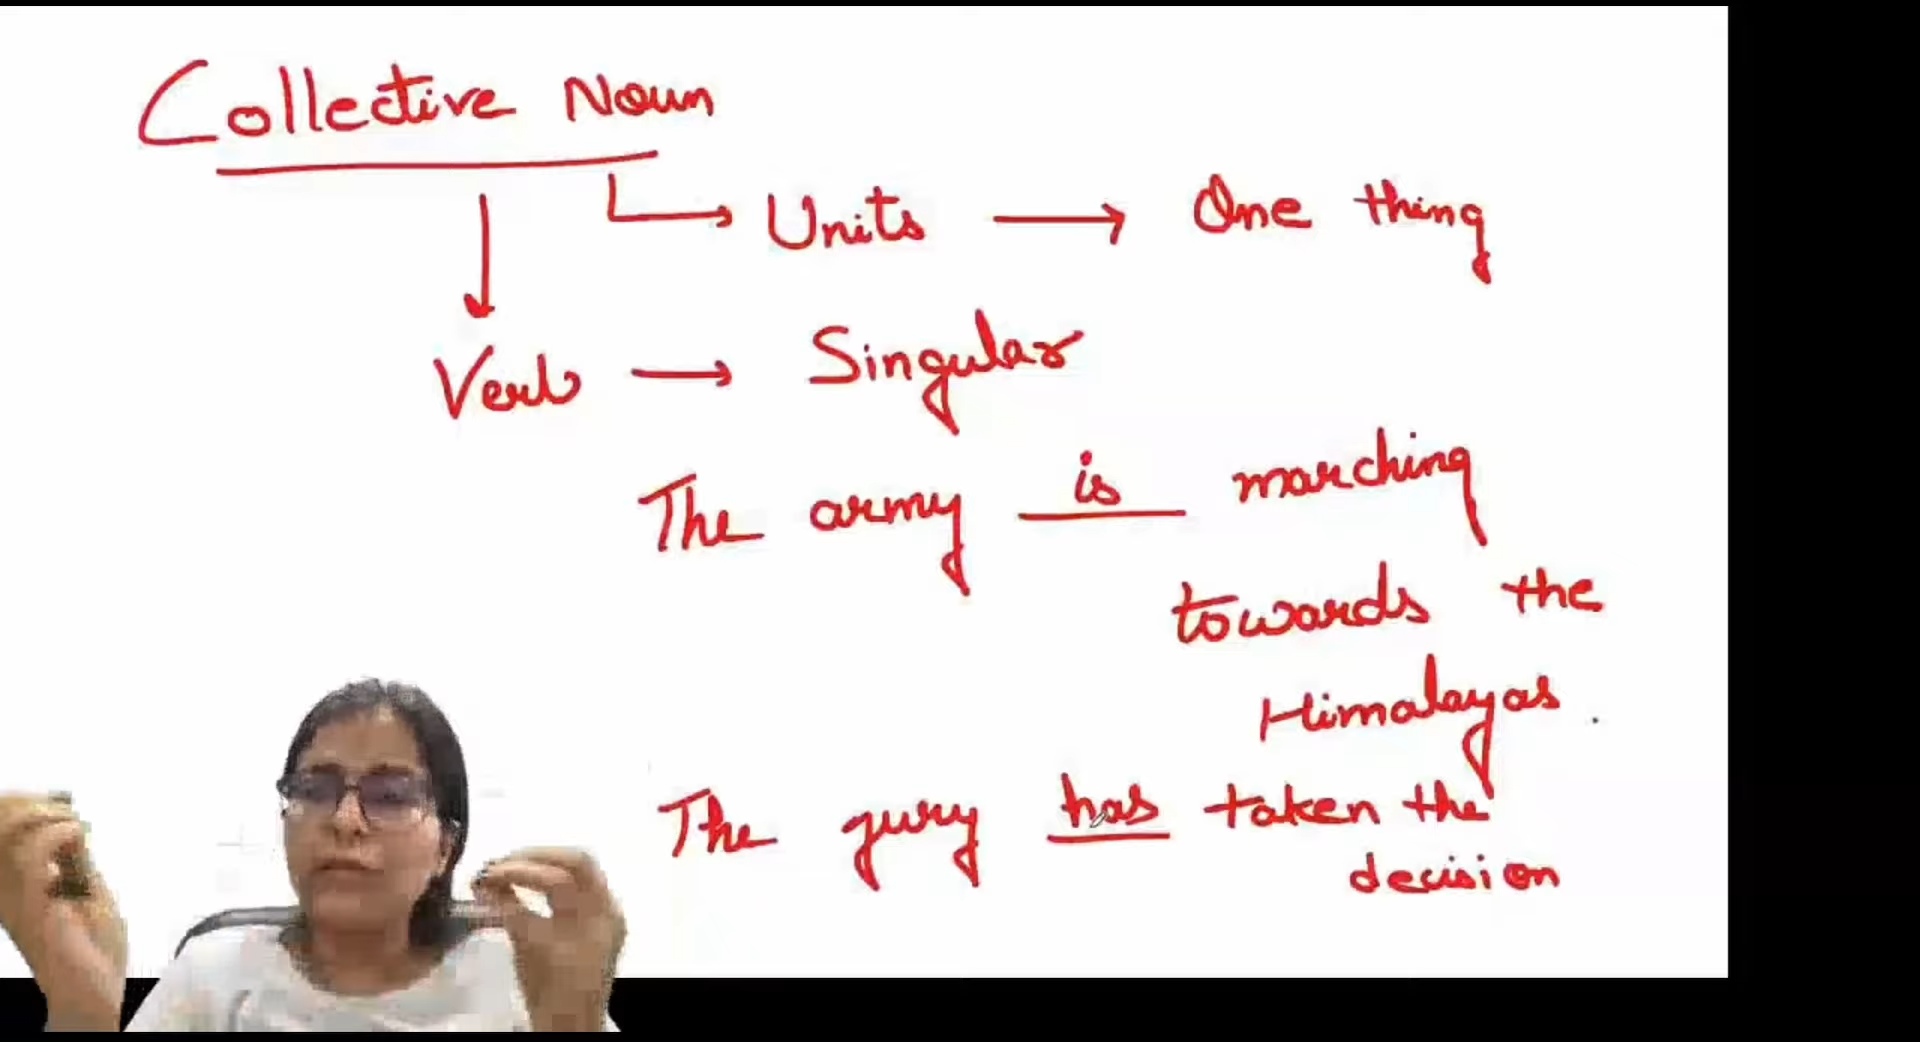 Collective Noun
Units → One thing
Verb → Singular
The army is marching
towards the
Himalayas.
The jury has taken the
decision